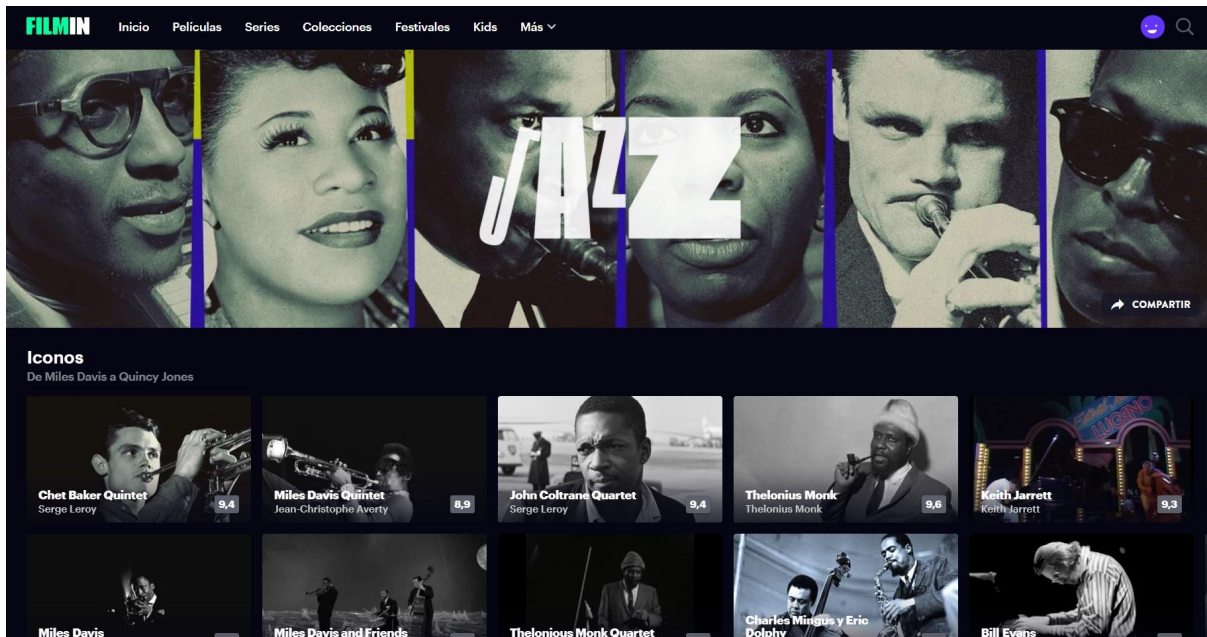 FILMIN
Inicio Películas Series Colecciones Festivales Kids Más
JAZZ
COMPARTIR
Iconos
De Miles Davis a Quincy Jones
Chet Baker Quintet
Serge Leroy
9,4
Miles Davis Quintet
Jean-Christophe Averty
8,9
John Coltrane Quartet
Serge Leroy
9,4
Thelonius Monk
Thelonius Monk
9,6
Keith Jarrett
Keith Jarrett
9,3
Miles Davis
Miles Davis and Friends
Thelonious Monk Quartet
Charles Mingus y Eric
Dolphy
Bill Evans